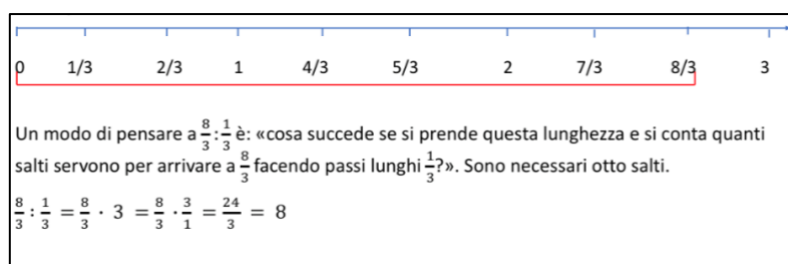 0 1/3 2/3 1 4/3 5/3 2 7/3 8/3 3
Un modo di pensare a 8/3 : 1/3 è: «cosa succede se si prende questa lunghezza e si conta quanti
salti servono per arrivare a 8/3 facendo passi lunghi 1/3?». Sono necessari otto salti.
8/3 : 1/3 = 8/3 · 3 = 8/3 · 3/1 = 24/3 = 8